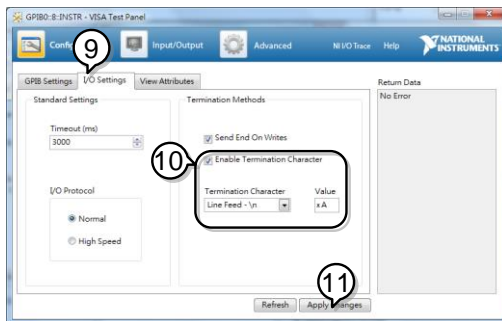 GPIB0::8::INSTR - VISA Test Panel
Input/Output Advanced NI I/O Trace Help NATIONAL INSTRUMENTS
9
GPIB Settings I/O Settings View Attributes Return Data
Standard Settings Termination Methods No Error
Timeout (ms)
3000 Send End On Writes
10 Enable Termination Character
I/O Protocol Termination Character Value
Line Feed - \n xA
Normal
High Speed
11
Refresh Apply